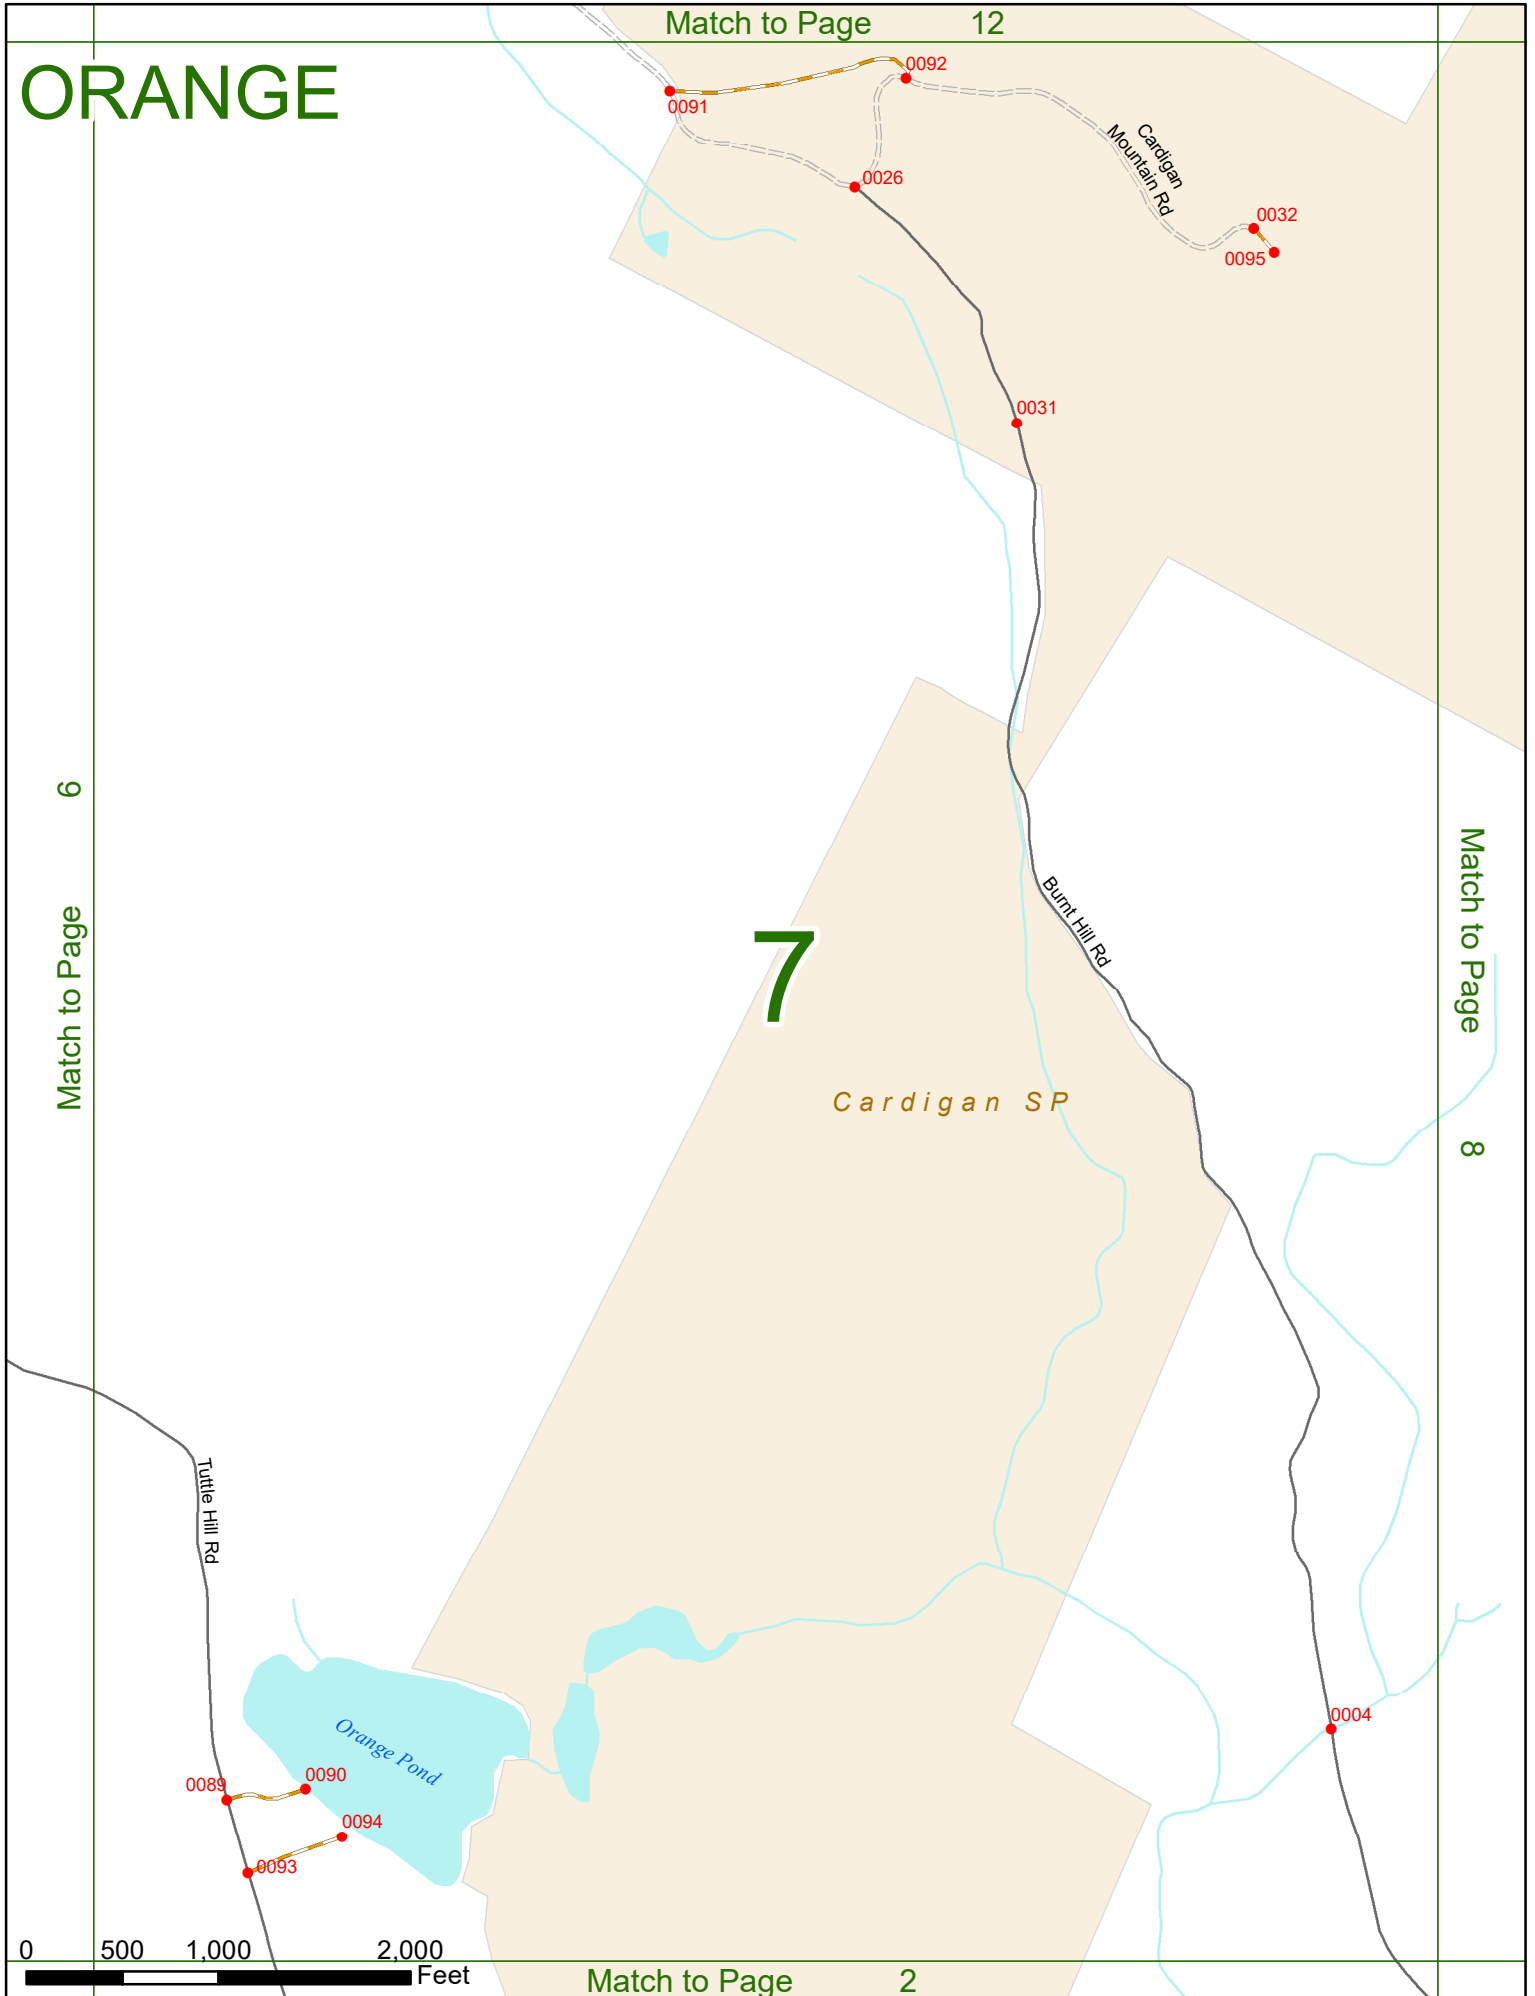 Match to Page 12
ORANGE
0092
0091
Cardigan
Mountain Rd
0026
0032
0095
0031
Match to Page 6
Match to Page 8
Burnt Hill Rd
7
Cardigan SP
Tuttle Hill Rd
Orange Pond
0004
0089
0090
0094
0093
0 500 1,000 2,000
Feet
Match to Page 2